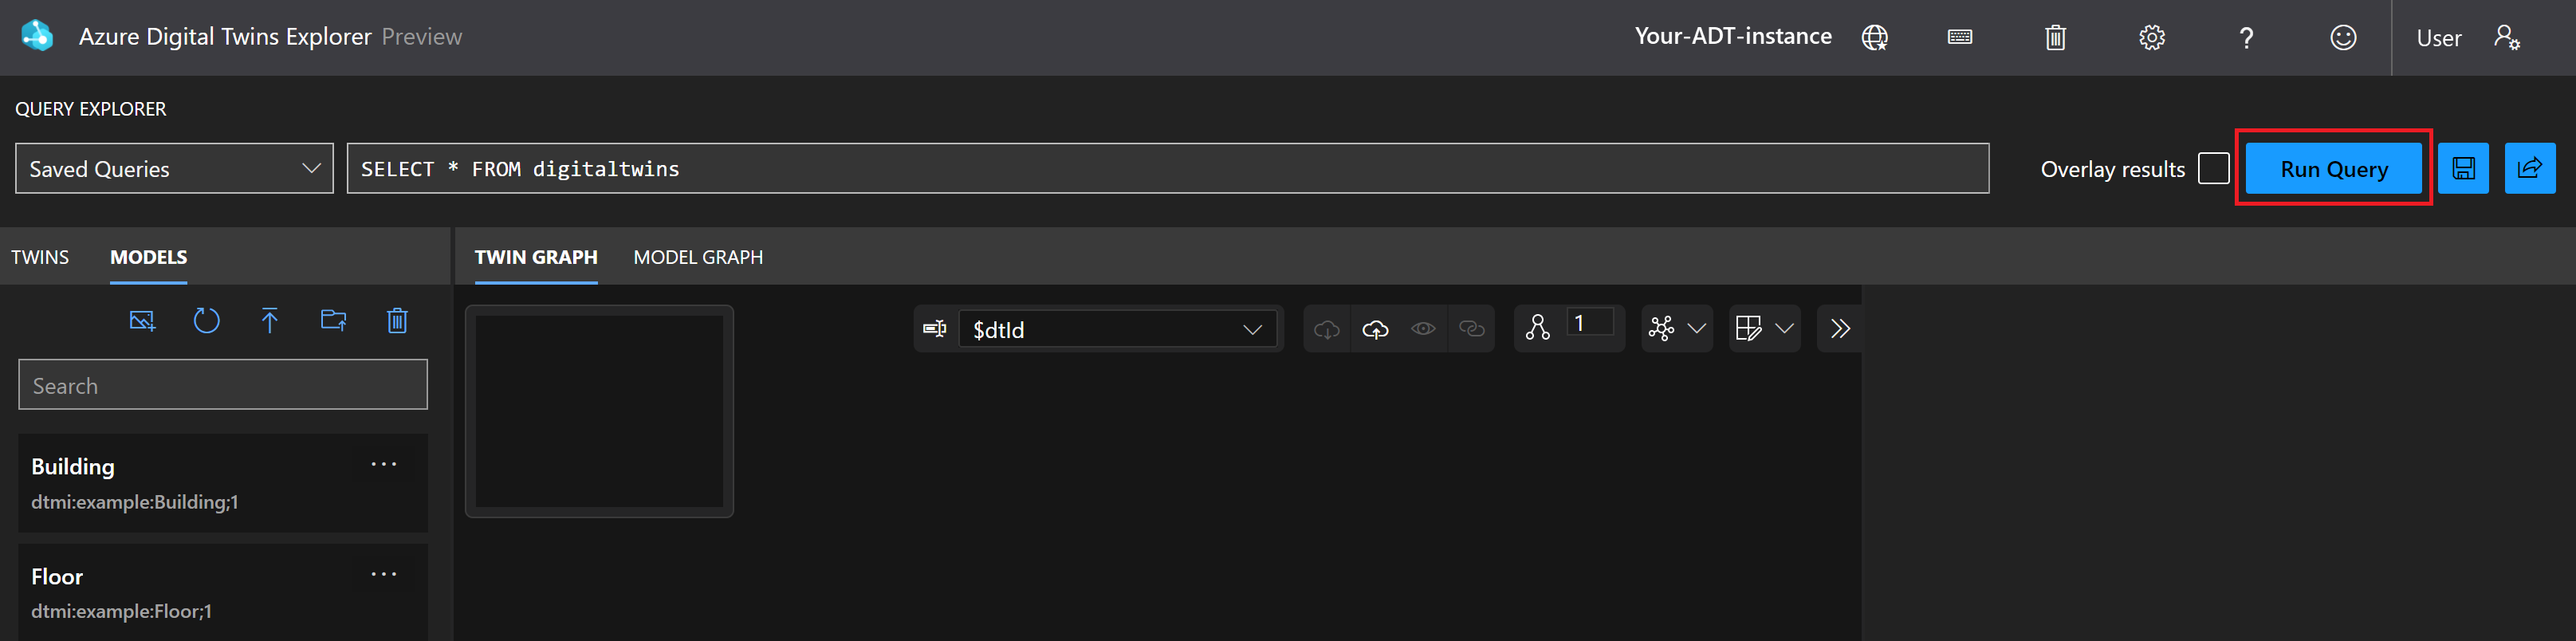 Azure Digital Twins Explorer Preview
Your-ADT-instance
User
QUERY EXPLORER
Saved Queries
SELECT * FROM digitaltwins
Overlay results
Run Query
TWINS
MODELS
TWIN GRAPH
MODEL GRAPH
$dtId
1
Search
Building
dtmi:example:Building;1
Floor
dtmi:example:Floor;1